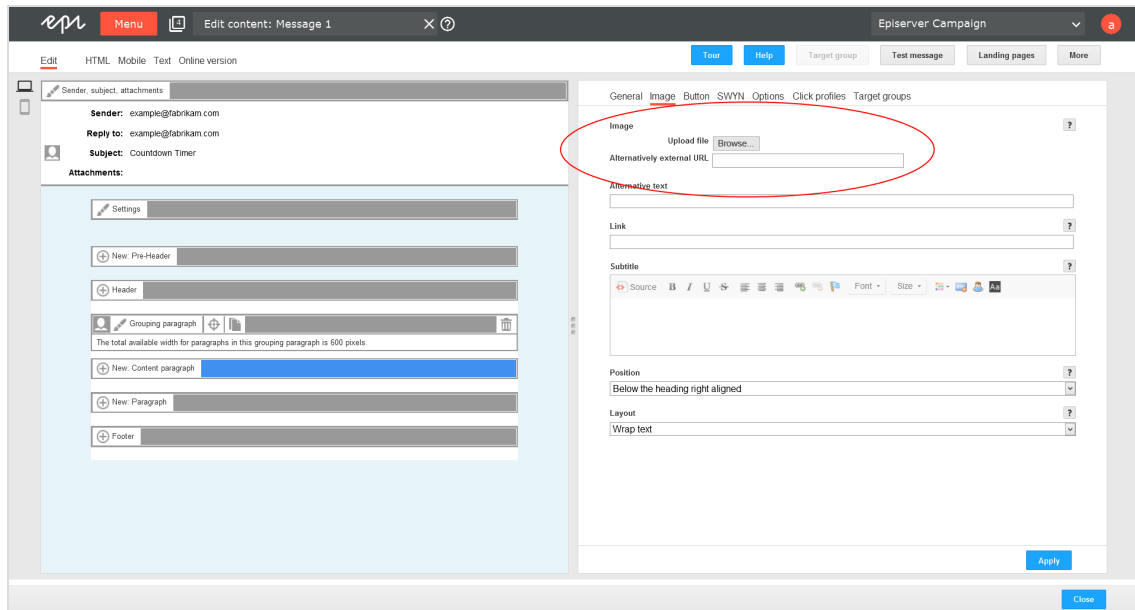 epi Menu 4 Edit content: Message 1 Episerver Campaign a
Edit HTML Mobile Text Online version Tour Help Target group Test message Landing pages More
Sender, subject, attachments
Sender: example@fabrikam.com
Reply to: example@fabrikam.com
Subject: Countdown Timer
Attachments:
Settings
New: Pre-Header
Header
Grouping paragraph
The total available width for paragraphs in this grouping paragraph is 600 pixels.
New: Content paragraph
New: Paragraph
Footer
General Image Button SWYN Options Click profiles Target groups
Image ?
Upload file Browse...
Alternatively external URL
Alternative text
Link ?
Subtitle ?
Source B I U S Font Size Aa
Position ?
Below the heading right aligned
Layout ?
Wrap text
Apply
Close